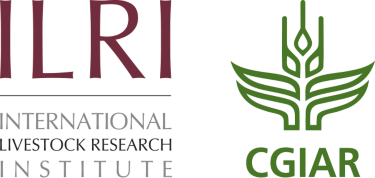 ILRI
INTERNATIONAL
LIVESTOCK RESEARCH
INSTITUTE
CGIAR